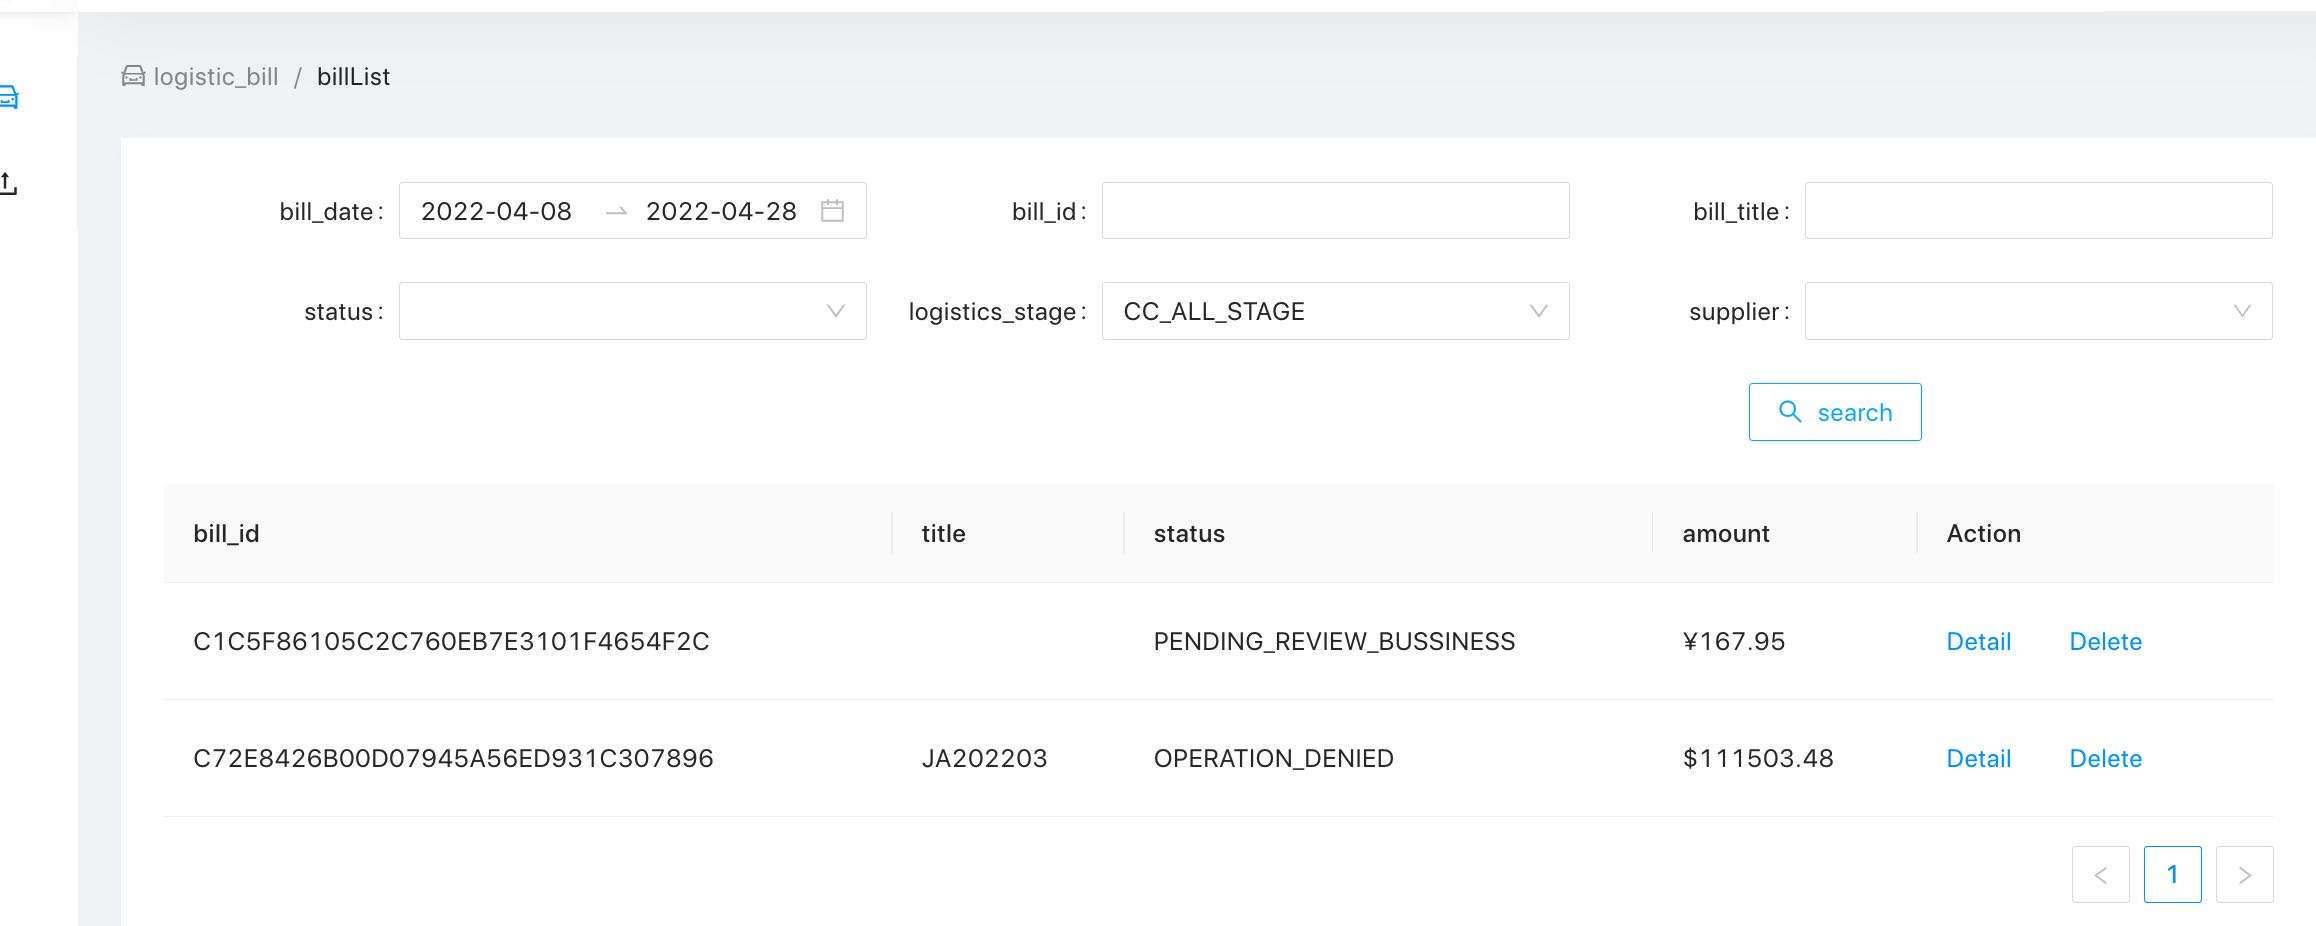 logistic_bill / billList
bill_date: 2022-04-08 → 2022-04-28 bill_id: bill_title:
status: logistics_stage: CC_ALL_STAGE supplier:
search
bill_id title status amount Action
C1C5F86105C2C760EB7E3101F4654F2C PENDING_REVIEW_BUSSINESS ¥167.95 Detail Delete
C72E8426B00D07945A56ED931C307896 JA202203 OPERATION_DENIED $111503.48 Detail Delete
< 1 >